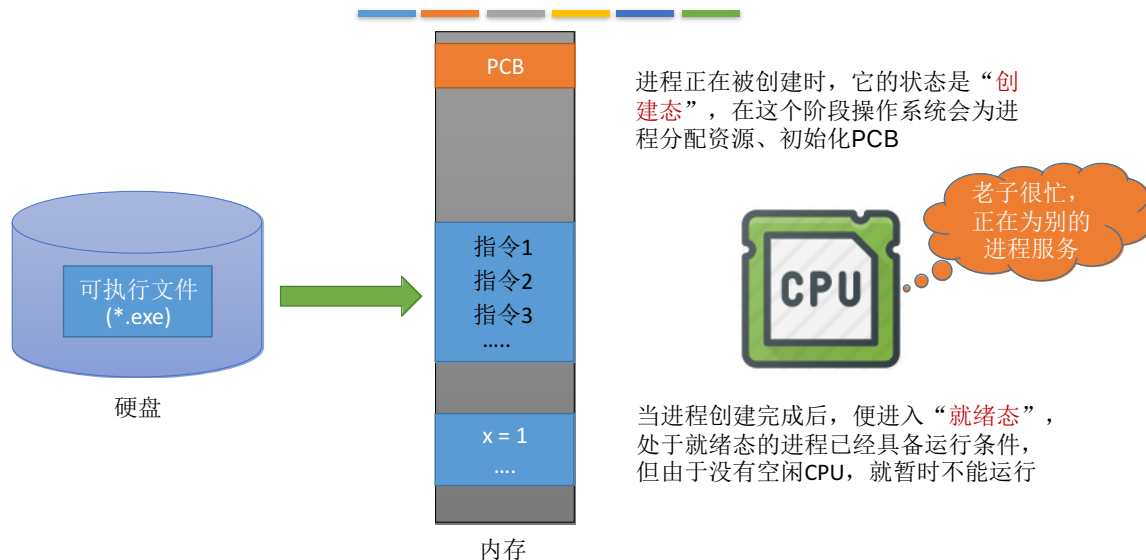 PCB
进程正在被创建时，它的状态是“创
建态”，在这个阶段操作系统会为进
程分配资源、初始化PCB
老子很忙，
正在为别的
进程服务
CPU
可执行文件
(*.exe)
硬盘
指令1
指令2
指令3
…..
x = 1
….
内存
当进程创建完成后，便进入“就绪态”，
处于就绪态的进程已经具备运行条件，
但由于没有空闲CPU，就暂时不能运行